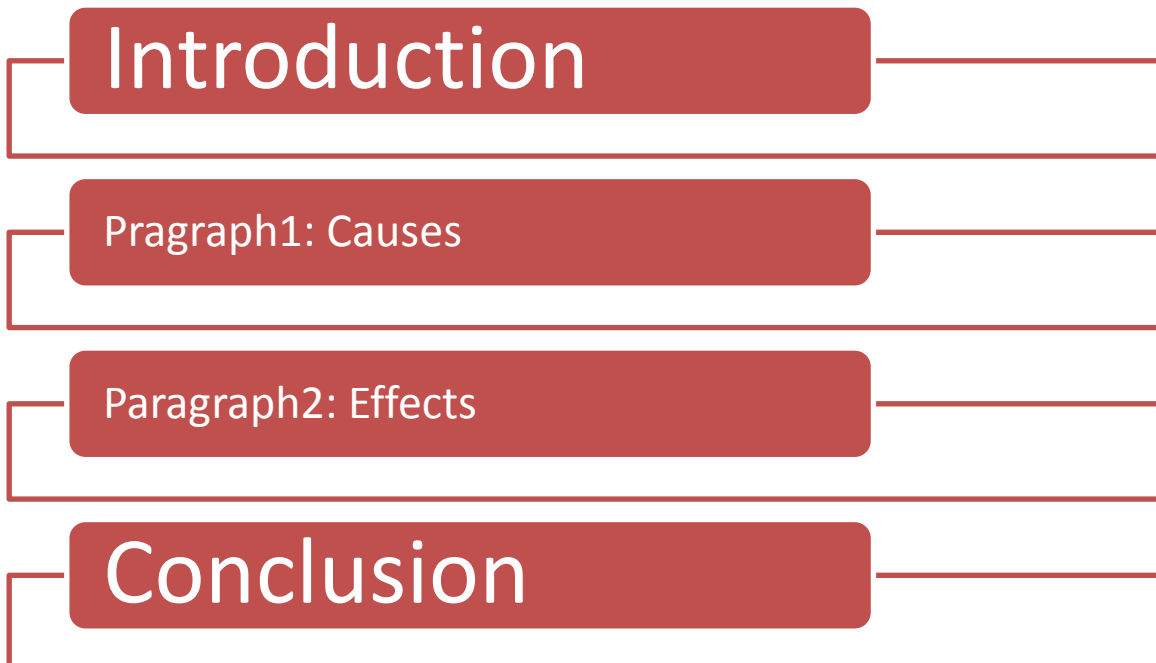 Introduction
Pragraph1: Causes
Paragraph2: Effects
Conclusion